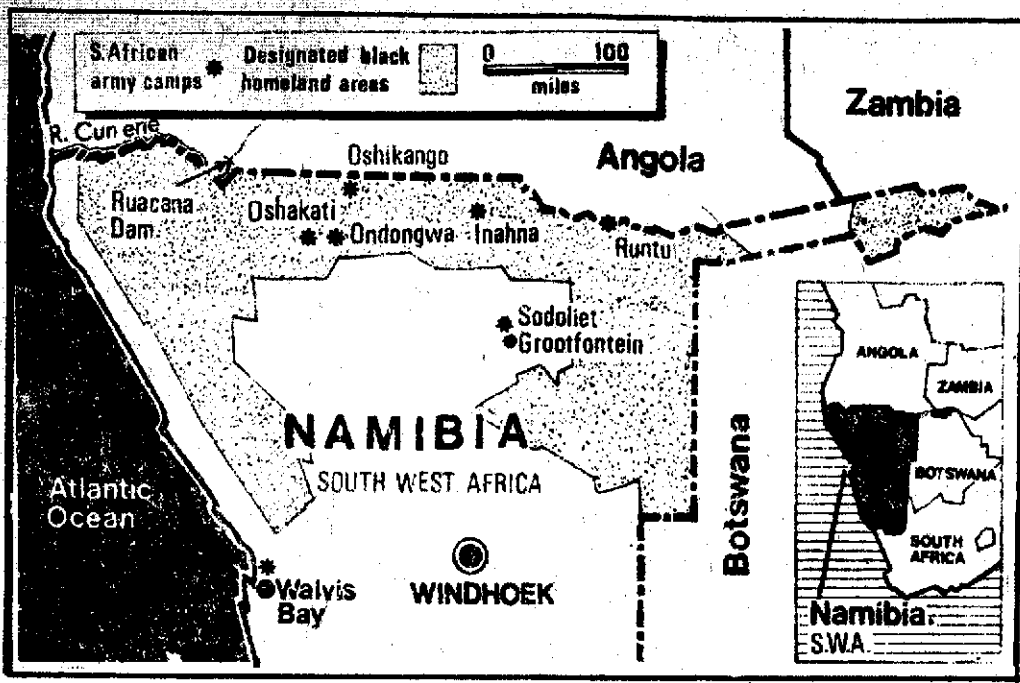 S.African
army camps
Designated black
homeland areas
0 100
miles
Zambia
R. Cunene
Oshikango
Angola
Ruacana
Dam.
Oshakati
Ondongwa
Inahna
Runtu
Sodoliet
Grootfontein
NAMIBIA
SOUTH WEST AFRICA
Atlantic
Ocean
Botswana
Walvis
Bay
WINDHOEK
ANGOLA
ZAMBIA
BOTSWANA
SOUTH
AFRICA
Namibia.
S.W.A.